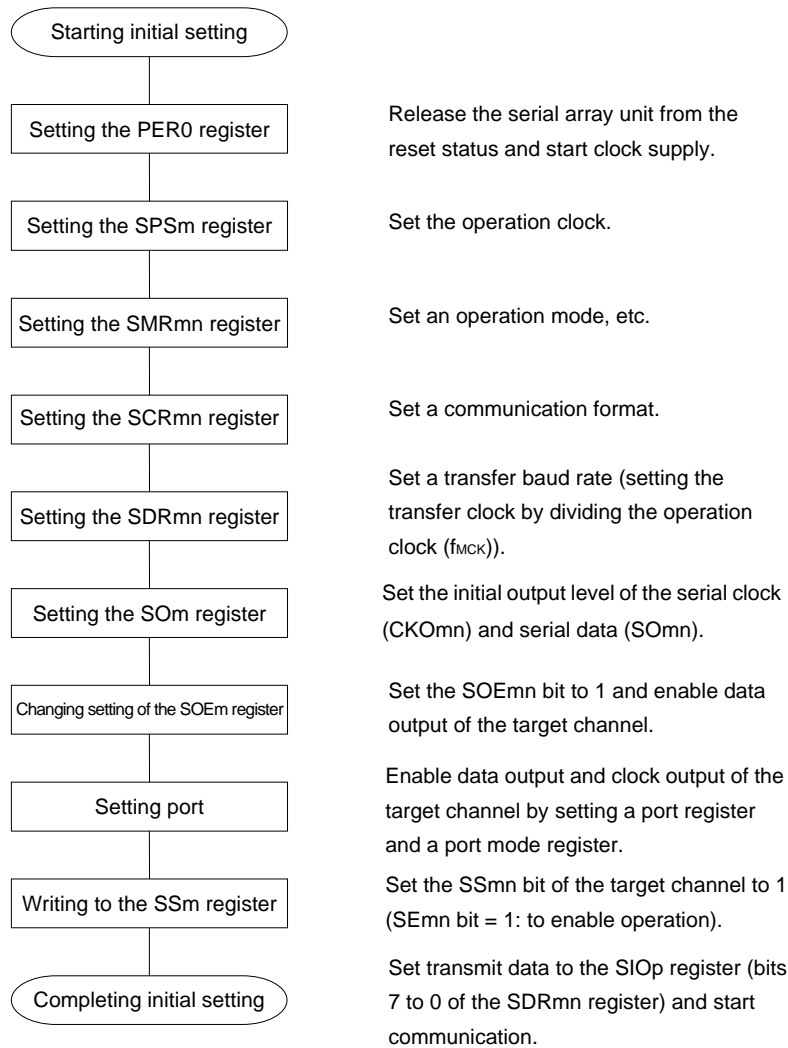 Starting initial setting
Setting the PER0 register
Release the serial array unit from the
reset status and start clock supply.
Setting the SPSm register
Set the operation clock.
Setting the SMRmn register
Set an operation mode, etc.
Setting the SCRmn register
Set a communication format.
Setting the SDRmn register
Set a transfer baud rate (setting the
transfer clock by dividing the operation
clock (fMCK)).
Setting the SOm register
Set the initial output level of the serial clock
(CKOmn) and serial data (SOmn).
Changing setting of the SOEm register
Set the SOEmn bit to 1 and enable data
output of the target channel.
Setting port
Enable data output and clock output of the
target channel by setting a port register
and a port mode register.
Writing to the SSm register
Set the SSmn bit of the target channel to 1
(SEmn bit = 1: to enable operation).
Completing initial setting
Set transmit data to the SIOp register (bits
7 to 0 of the SDRmn register) and start
communication.